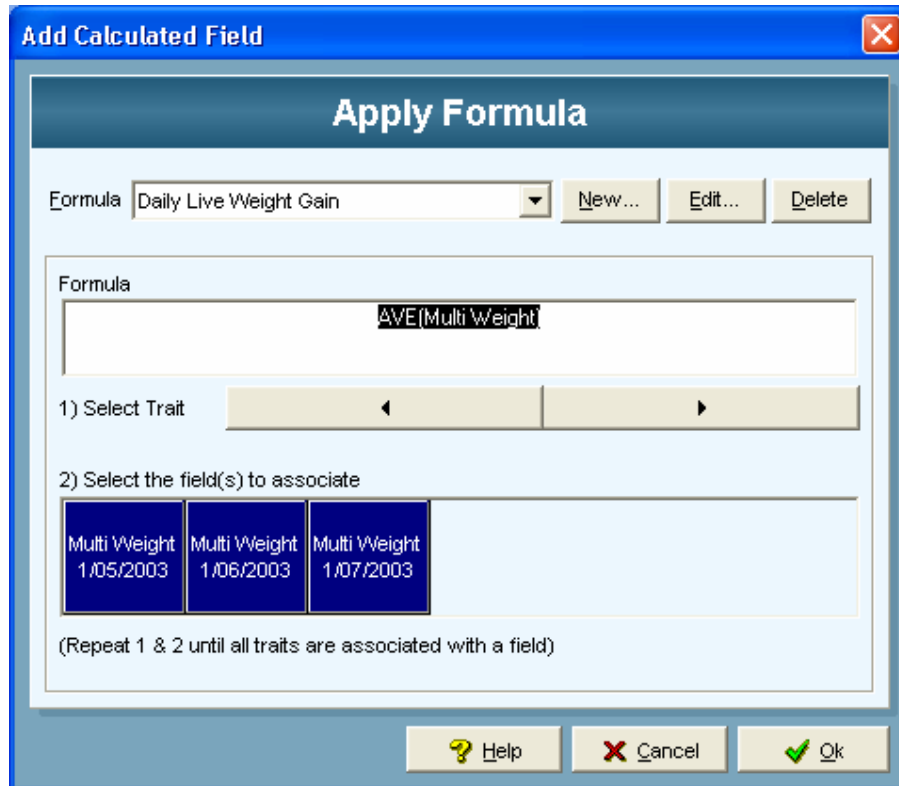 Add Calculated Field
Apply Formula
Formula Daily Live Weight Gain New... Edit... Delete
Formula
AVE(Multi Weight)
1) Select Trait
2) Select the field(s) to associate
Multi Weight Multi Weight Multi Weight
1/05/2003 1/06/2003 1/07/2003
(Repeat 1 & 2 until all traits are associated with a field)
Help Cancel Ok